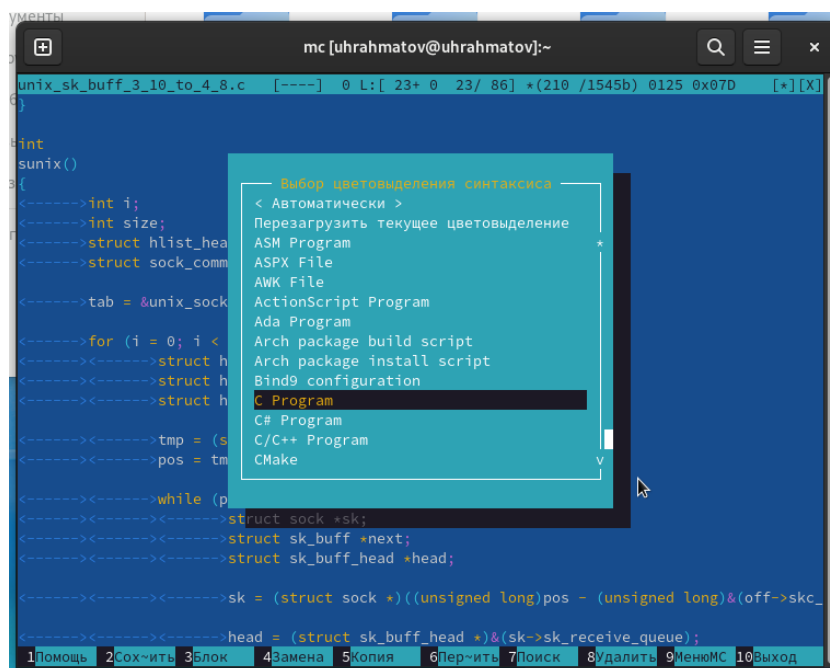 ументы
mc [uhrahmatov@uhrahmatov]:~
unix_sk_buff_3_10_to_4_8.c [----] 0 L:[ 23+ 0 23/ 86] *(210 /1545b) 0125 0x07D [*][X]
}
int
sunix()
{
<------>int i;
<------>int size;
<------>struct hlist_hea
<------>struct sock_comm
<------>tab = &unix_sock
<------>for (i = 0; i <
<------><------>struct h
<------><------>struct h
<------><------>struct h
<------><------>tmp = (s
<------><------>pos = tm
<------><------>while (p
Выбор цветовыделения синтаксиса
< Автоматически >
Перезагрузить текущее цветовыделение
ASM Program
ASPX File
AWK File
ActionScript Program
Ada Program
Arch package build script
Arch package install script
Bind9 configuration
C Program
C# Program
C/C++ Program
CMake
<------><------><------>struct sock *sk;
<------><------><------>struct sk_buff *next;
<------><------><------>struct sk_buff_head *head;
<------><------><------>sk = (struct sock *)((unsigned long)pos - (unsigned long)&(off->skc_
<------><------><------>head = (struct sk_buff_head *)&(sk->sk_receive_queue);
1Помощь 2Сох~ить 3Блок 4Замена 5Копия 6Пер~ить 7Поиск 8Удалить 9МенюMC 10Выход